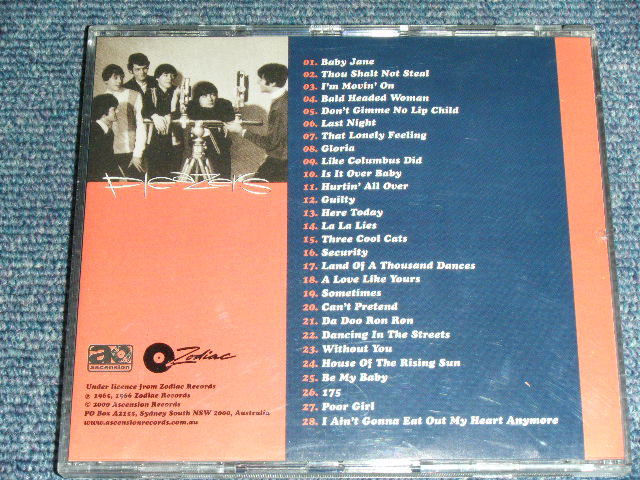 01. Baby Jane
02. Thou Shalt Not Steal
03. I'm Movin' On
04. Bald Headed Woman
05. Don't Gimme No Lip Child
06. Last Night
07. That Lonely Feeling
08. Gloria
09. Like Columbus Did
10. Is It Over Baby
11. Hurtin' All Over
12. Guilty
13. Here Today
14. La La Lies
15. Three Cool Cats
16. Security
17. Land Of A Thousand Dances
18. A Love Like Yours
19. Sometimes
20. Can't Pretend
21. Da Doo Ron Ron
22. Dancing In The Streets
23. Without You
24. House Of The Rising Sun
25. Be My Baby
26. 175
27. Poor Girl
28. I Ain't Gonna Eat Out My Heart Anymore
Pleazers
ascension
Zodiac
Under licence from Zodiac Records
℗ 1965, 1966 Zodiac Records
© 2000 Ascension Records
PO Box A2155, Sydney South NSW 2000, Australia
www.ascensionrecords.com.au